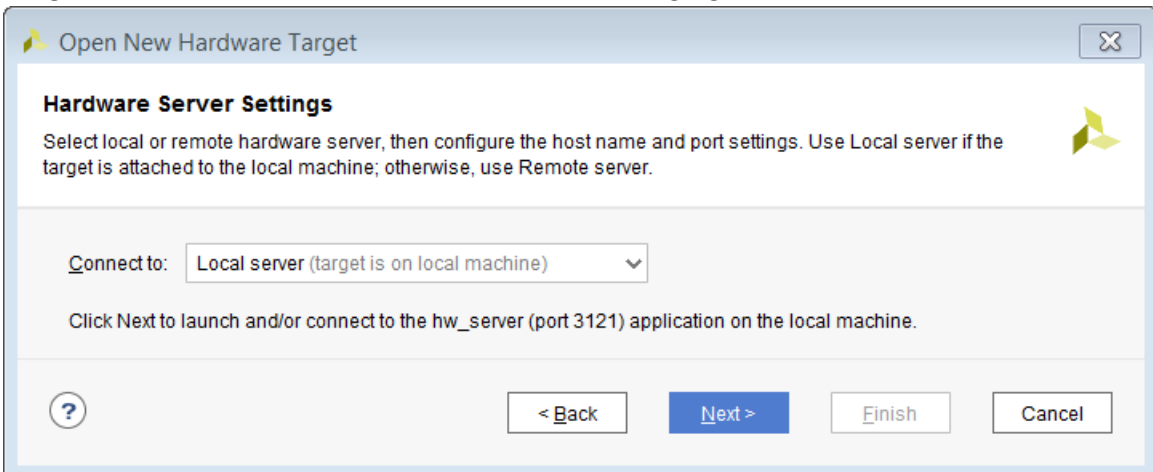 Open New Hardware Target
Hardware Server Settings
Select local or remote hardware server, then configure the host name and port settings. Use Local server if the
target is attached to the local machine; otherwise, use Remote server.
Connect to: Local server (target is on local machine)
Click Next to launch and/or connect to the hw_server (port 3121) application on the local machine.
? < Back Next > Finish Cancel